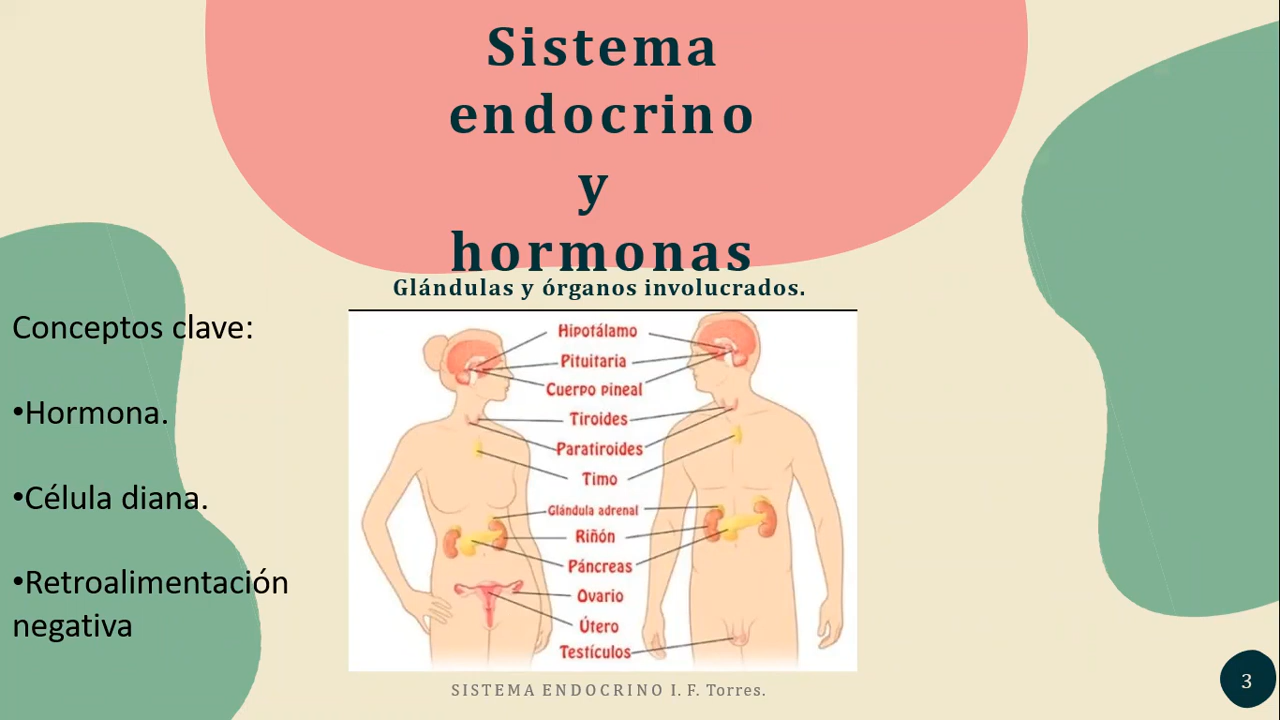 Sistema
endocrino
y
hormonas
Glándulas y órganos involucrados.
Conceptos clave:
•Hormona.
•Célula diana.
•Retroalimentación
negativa
Hipotálamo
Pituitaria
Cuerpo pineal
Tiroides
Paratiroides
Timo
Glándula adrenal
Riñón
Páncreas
Ovario
Útero
Testículos
SISTEMA ENDOCRINO I. F. Torres.
3